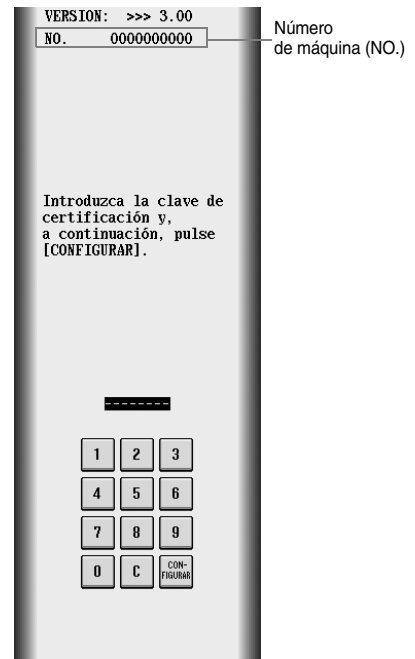 VERSION: >>> 3.00
NO. 0000000000
Número
de máquina (NO.)
Introduzca la clave de
certificación y,
a continuación, pulse
[CONFIGURAR].
--------
1 2 3
4 5 6
7 8 9
0 C CON-
FIGURAR